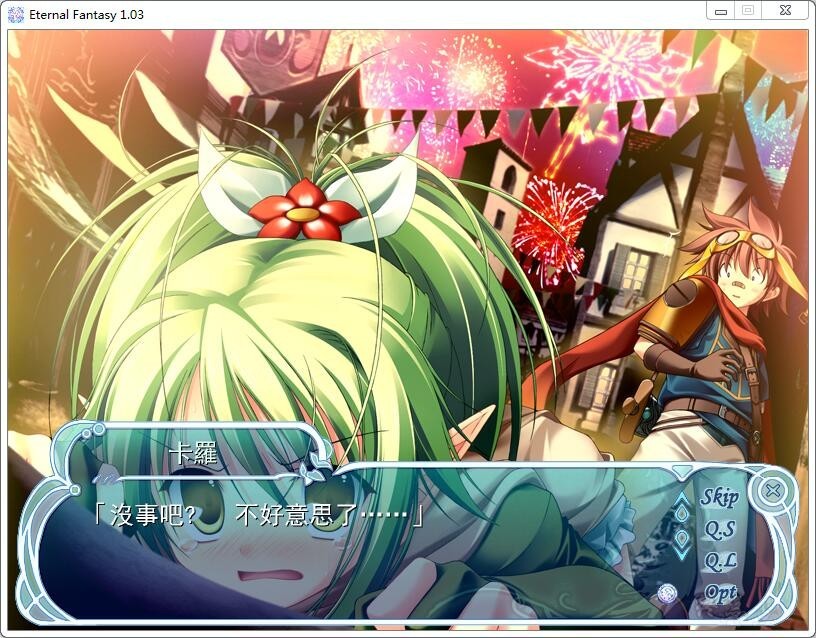 Eternal Fantasy 1.03
卡羅
「沒事吧？　不好意思了……」
Skip
Q.S
Q.L
Opt